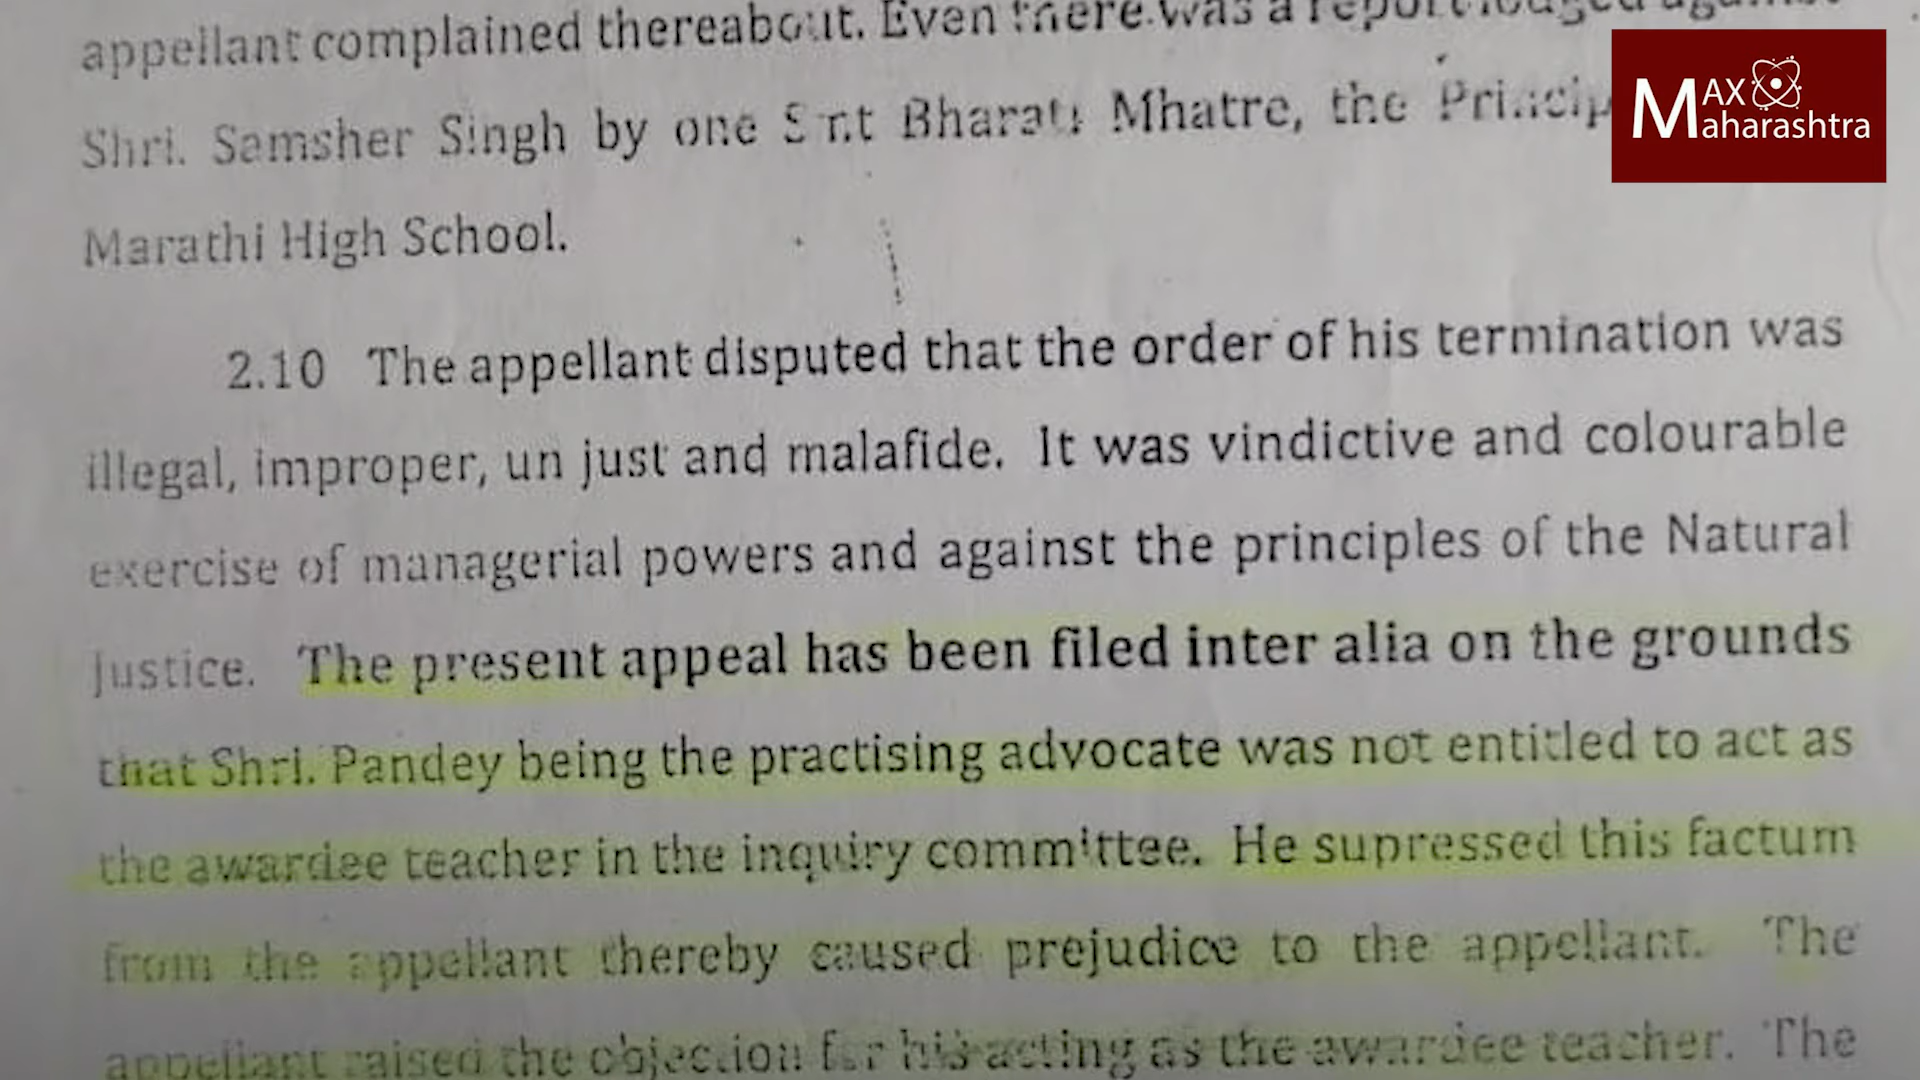 appellant complained thereabout. Even there was a report lodged against
Shri. Samsher Singh by one Smt Bharati Mhatre, the
Marathi High School.
2.10 The appellant disputed that the order of his termination was
illegal, improper, un just and malafide. It was vindictive and colourable
exercise of managerial powers and against the principles of the Natural
Justice. The present appeal has been filed inter alia on the grounds
that Shri. Pandey being the practising advocate was not entitled to act as
the awardee teacher in the inquiry committee. He supressed this factum
from the appellant thereby caused prejudice to the appellant. The
appellant raised the objection for his acting as the awardee teacher. The
MAX
Maharashtra